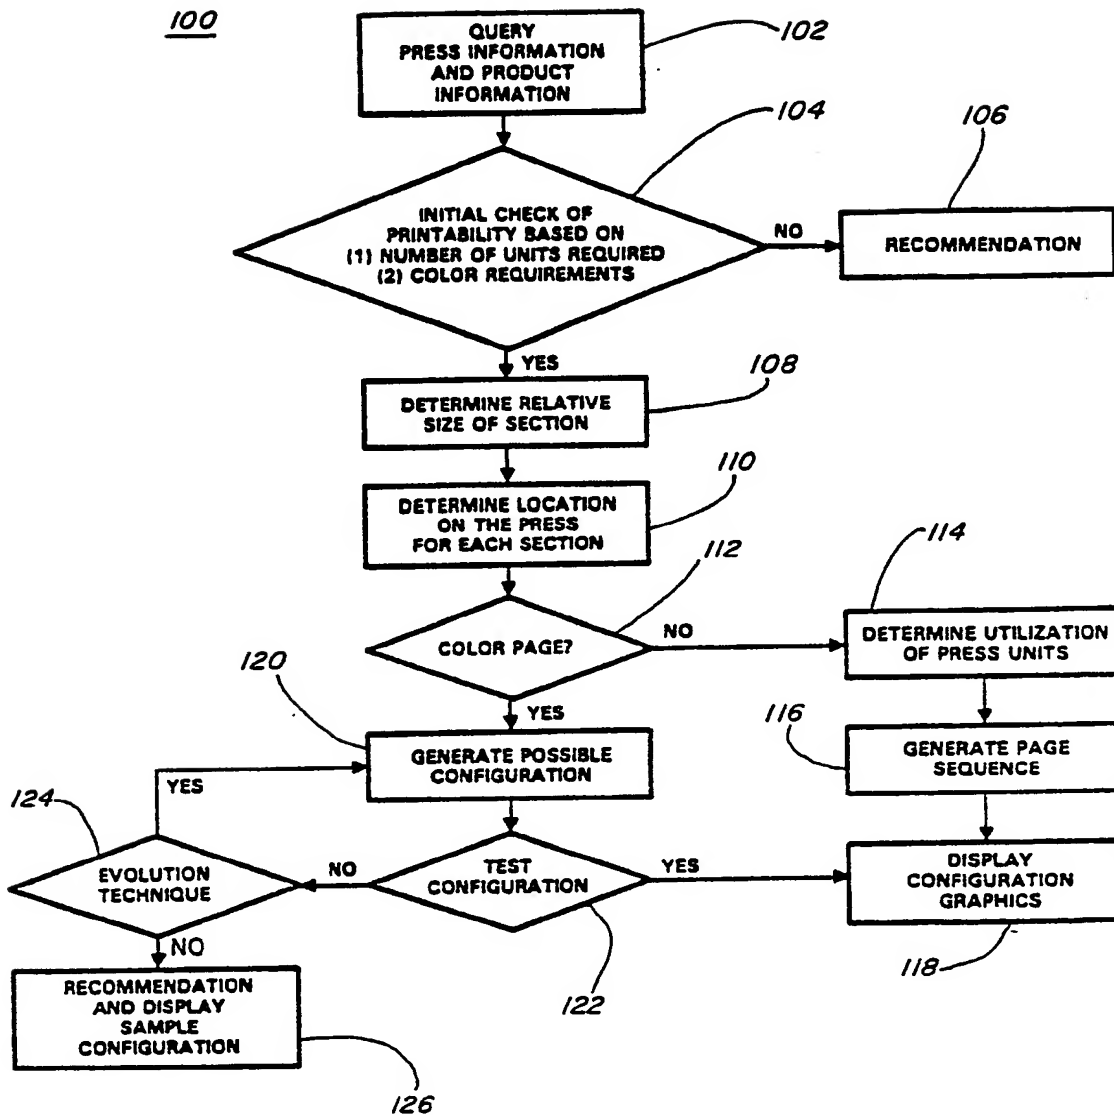 100
QUERY
PRESS INFORMATION
AND PRODUCT
INFORMATION
102
104
INITIAL CHECK OF
PRINTABILITY BASED ON
(1) NUMBER OF UNITS REQUIRED
(2) COLOR REQUIREMENTS
NO
106
RECOMMENDATION
YES
108
DETERMINE RELATIVE
SIZE OF SECTION
110
DETERMINE LOCATION
ON THE PRESS
FOR EACH SECTION
112
COLOR PAGE?
NO
114
DETERMINE UTILIZATION
OF PRESS UNITS
YES
120
GENERATE POSSIBLE
CONFIGURATION
116
GENERATE PAGE
SEQUENCE
YES
124
EVOLUTION
TECHNIQUE
NO
TEST
CONFIGURATION
YES
DISPLAY
CONFIGURATION
GRAPHICS
122
118
NO
RECOMMENDATION
AND DISPLAY
SAMPLE
CONFIGURATION
126